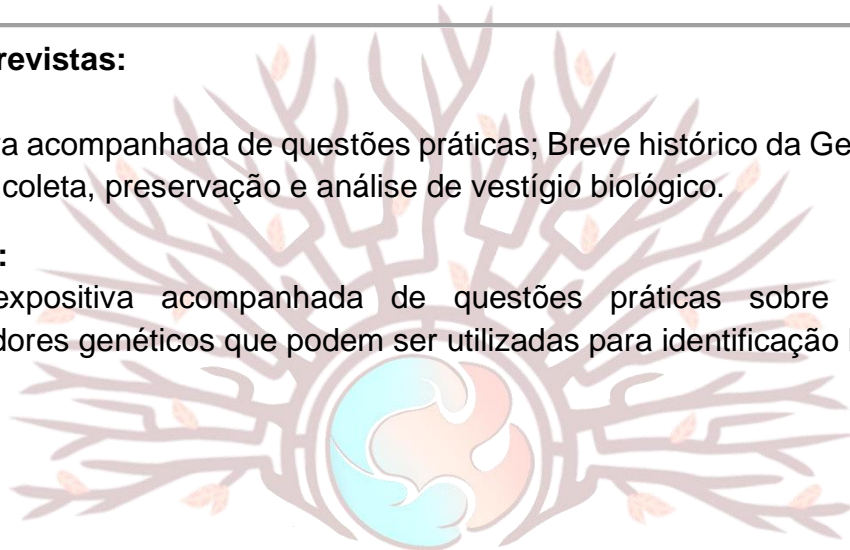 revistas:
a acompanhada de questões práticas; Breve histórico da Ge
coleta, preservação e análise de vestígio biológico.
:
expositiva acompanhada de questões práticas sobre
dores genéticos que podem ser utilizadas para identificação